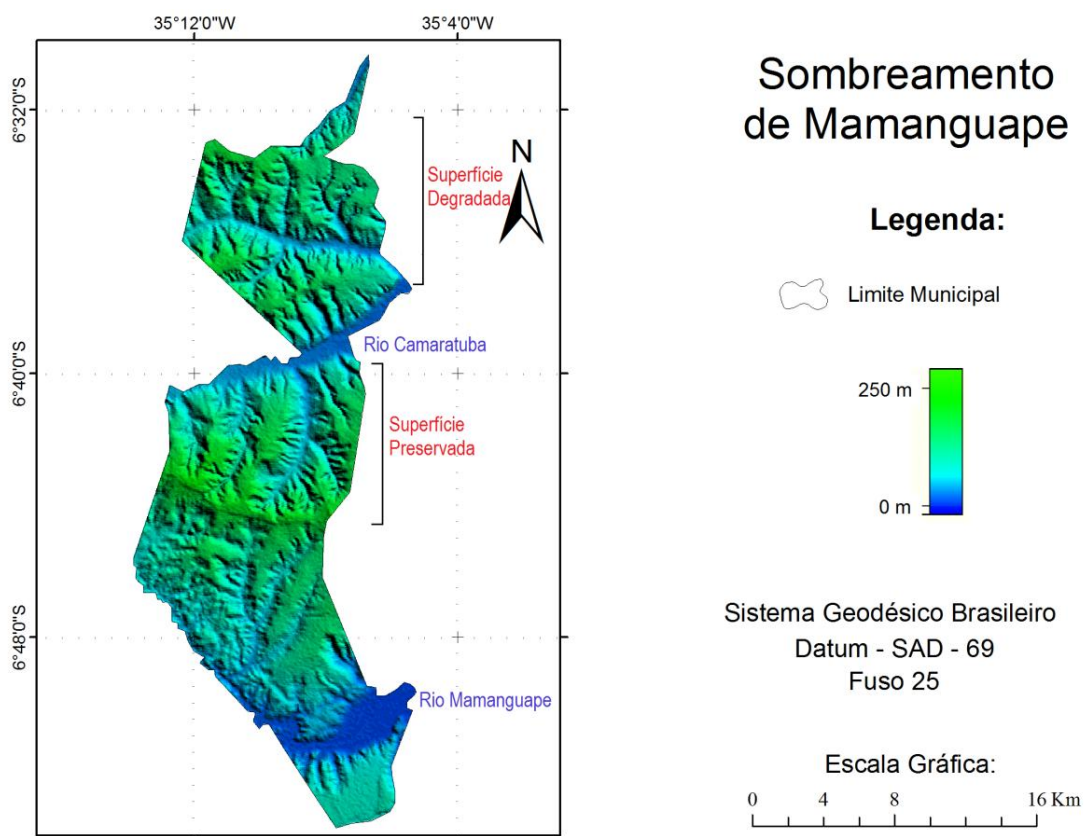 35°12'0"W
35°4'0"W
6°32'0"S
6°40'0"S
6°48'0"S
N
Superfície
Degradada
Rio Camaratuba
Superfície
Preservada
Rio Mamanguape
Sombreamento
de Mamanguape
Legenda:
Limite Municipal
250 m
0 m
Sistema Geodésico Brasileiro
Datum - SAD - 69
Fuso 25
Escala Gráfica:
0 4 8 16 Km